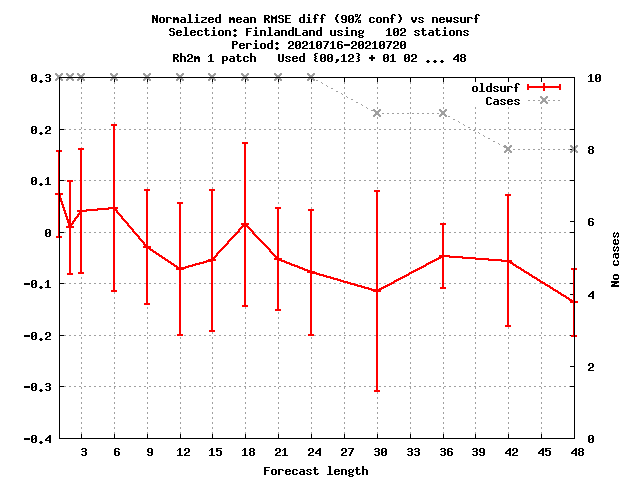 Normalized mean RMSE diff (90% conf) vs newsurf
Selection: FinlandLand using   102 stations
Period: 20210716-20210720
Rh2m 1 patch   Used {00,12} + 01 02 ... 48
oldsurf
Cases
0.3
0.2
0.1
0
-0.1
-0.2
-0.3
-0.4
10
8
6
4
2
0
No cases
3 6 9 12 15 18 21 24 27 30 33 36 39 42 45 48
Forecast length